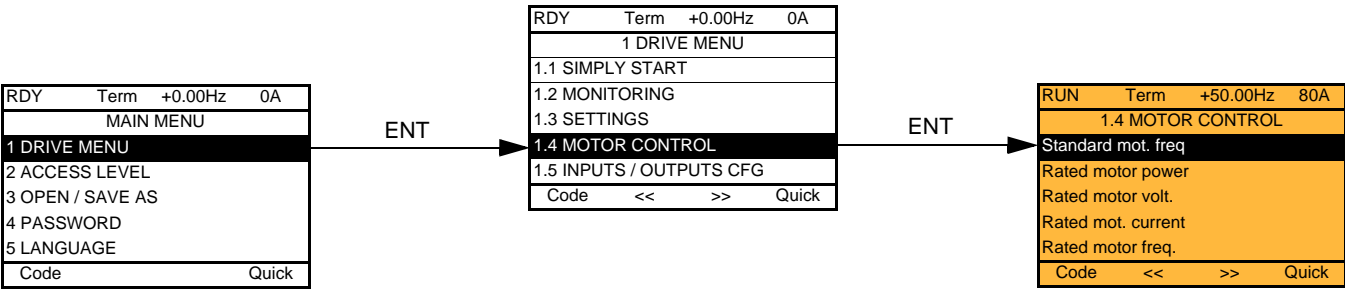 RDY Term +0.00Hz 0A
MAIN MENU
1 DRIVE MENU
2 ACCESS LEVEL
3 OPEN / SAVE AS
4 PASSWORD
5 LANGUAGE
Code Quick
ENT
RDY Term +0.00Hz 0A
1 DRIVE MENU
1.1 SIMPLY START
1.2 MONITORING
1.3 SETTINGS
1.4 MOTOR CONTROL
1.5 INPUTS / OUTPUTS CFG
Code << >> Quick
ENT
RUN Term +50.00Hz 80A
1.4 MOTOR CONTROL
Standard mot. freq
Rated motor power
Rated motor volt.
Rated mot. current
Rated motor freq.
Code << >> Quick